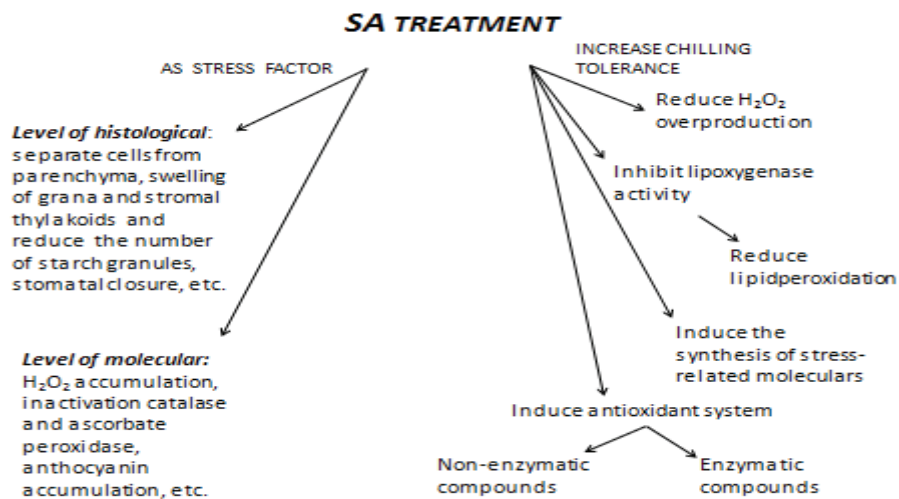 SA TREATMENT
AS STRESS FACTOR
INCREASE CHILLING
TOLERANCE
Level of histological:
separate cells from
parenchyma, swelling
of grana and stromal
thylakoids and
reduce the number
of starch granules,
stomatal closure, etc.
Level of molecular:
H₂O₂ accumulation,
inactivation catalase
and ascorbate
peroxidase,
anthocyanin
accumulation, etc.
Reduce H₂O₂
overproduction
Inhibit lipoxygenase
activity
Reduce
lipidperoxidation
Induce the
synthesis of stress-
related moleculars
Induce antioxidant system
Non-enzymatic
compounds
Enzymatic
compounds